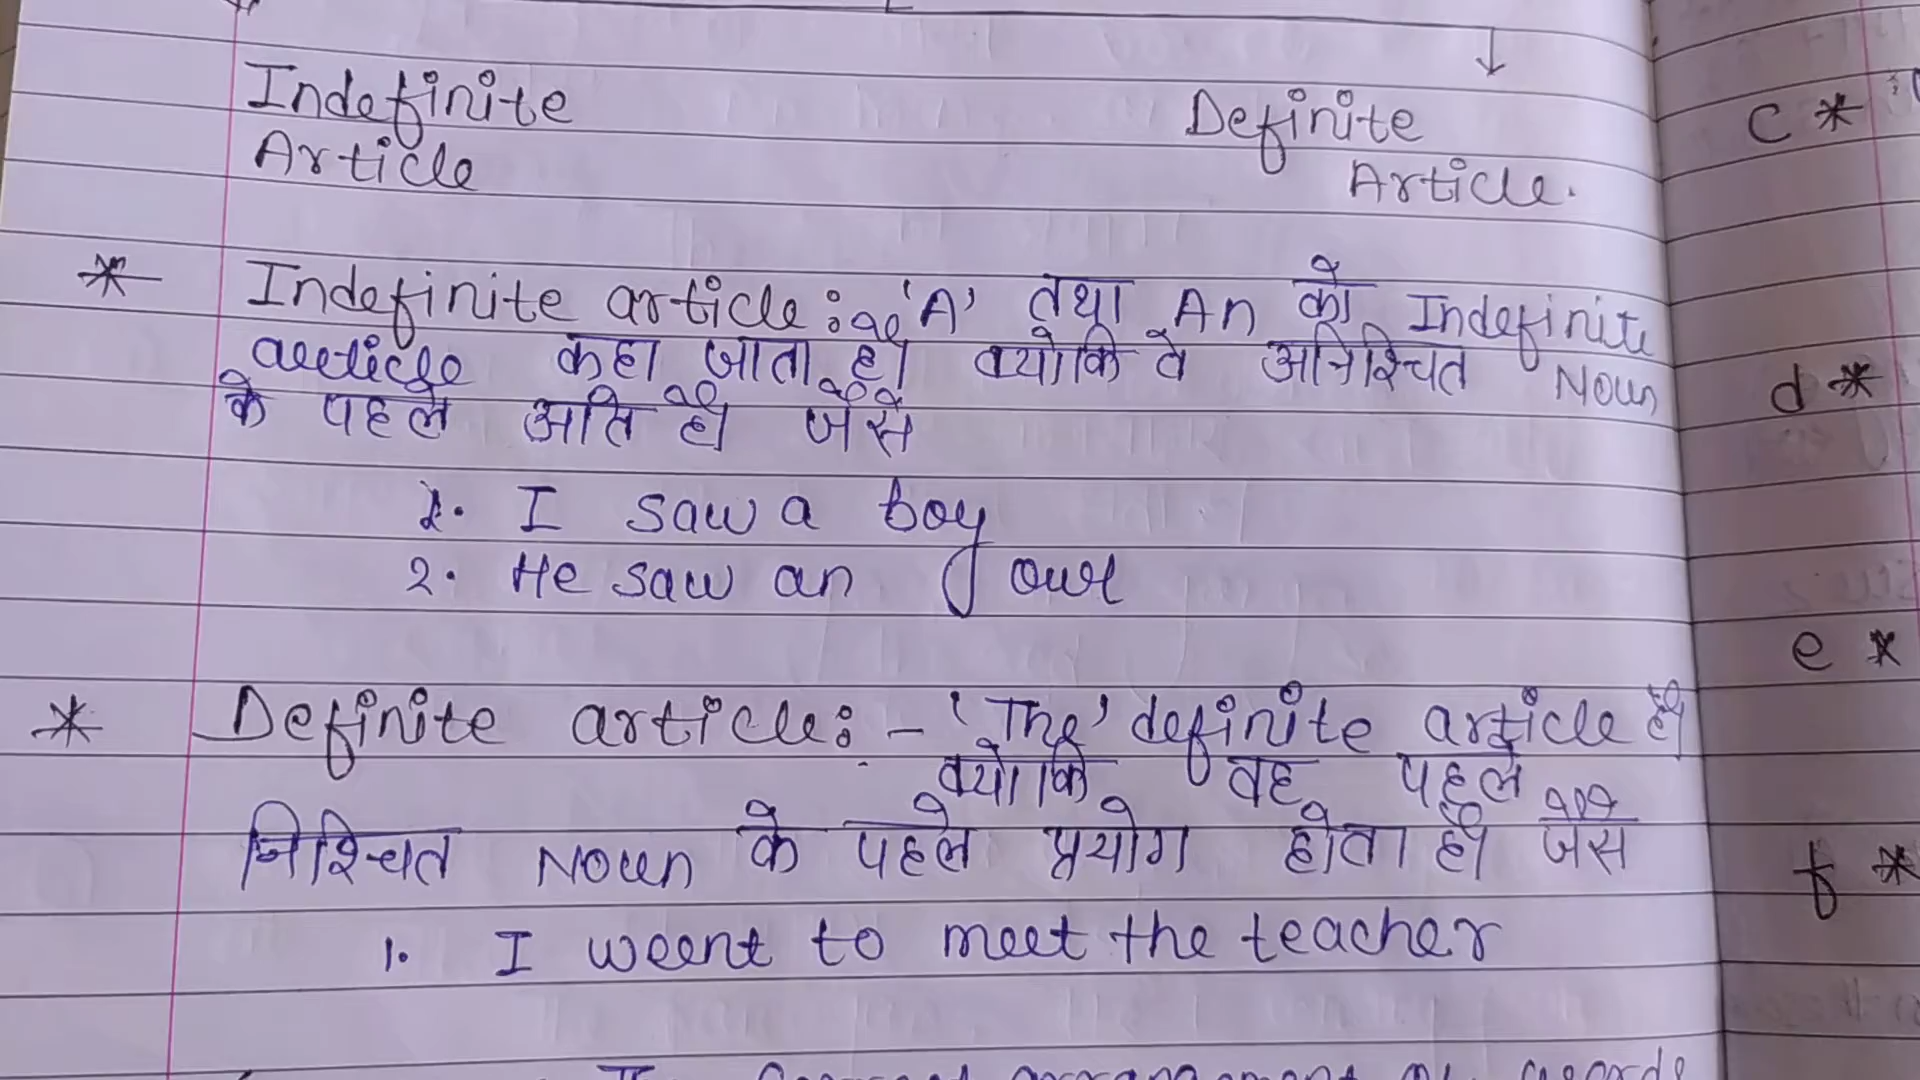 Indefinite Definite
Article Article.
* Indefinite article :- 'A' तथा An को Indefinite
article कहा जाता है। क्योकि वे अनिश्चित Noun
के पहले आते है। जैसे
1. I saw a boy
2. He saw an owl
* Definite article :- 'The' definite article है।
क्योकि वह पहले
निश्चित Noun के पहले प्रयोग होता है। जैसे
1. I weent to meet the teacher
c *
d *
e *
f *